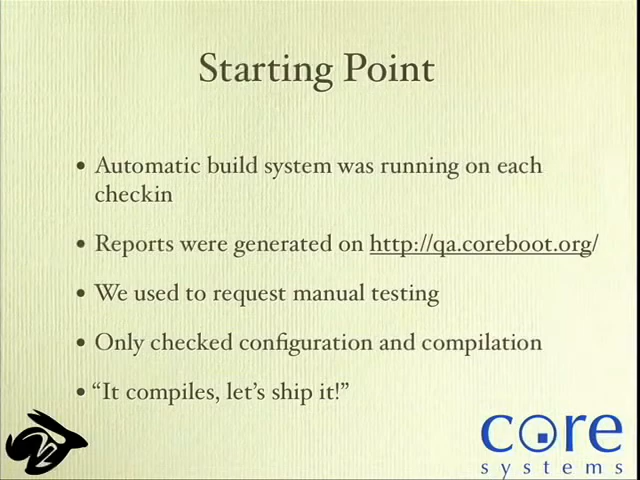 Starting Point
• Automatic build system was running on each
checkin
• Reports were generated on http://qa.coreboot.org/
• We used to request manual testing
• Only checked configuration and compilation
• “It compiles, let’s ship it!”
core
systems